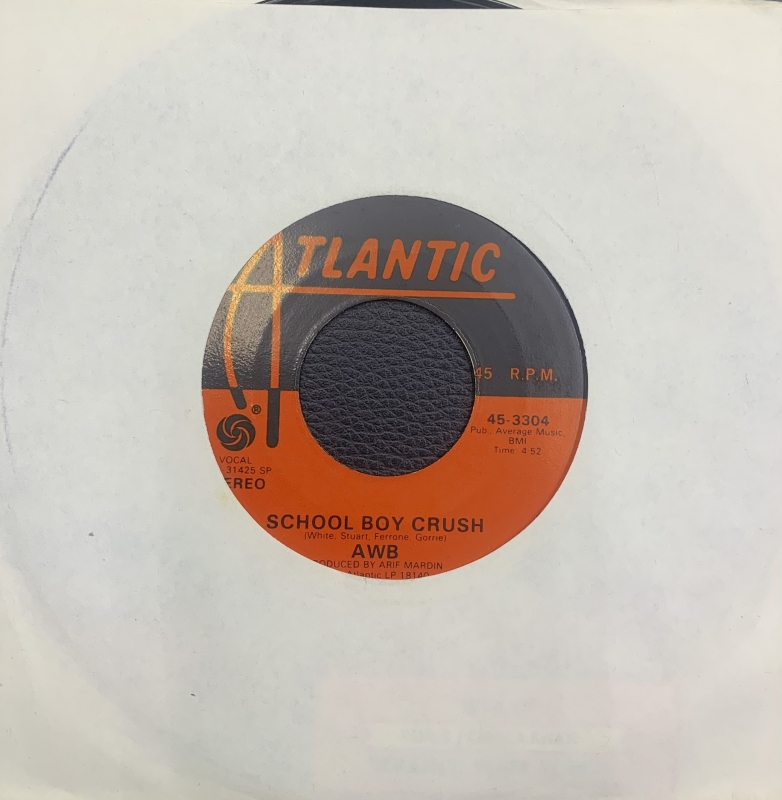 ATLANTIC
45 R.P.M.
®
45-3304
Pub. Average Music,
BMI
Time: 4:52
VOCAL
31425 SP
EREO
SCHOOL BOY CRUSH
(White, Stuart, Ferrone, Gorrie)
AWB
ODUCED BY ARIF MARDIN
Atlantic LP 18140